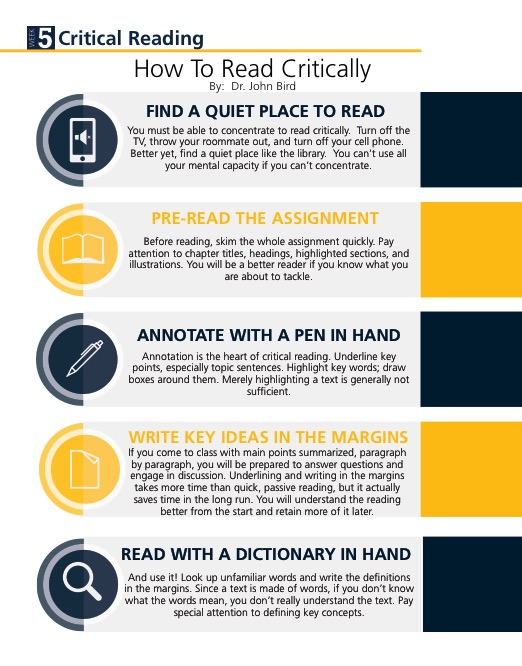 WEEK 5 Critical Reading
How To Read Critically
By: Dr. John Bird
FIND A QUIET PLACE TO READ
You must be able to concentrate to read critically. Turn off the
TV, throw your roommate out, and turn off your cell phone.
Better yet, find a quiet place like the library. You can't use all
your mental capacity if you can't concentrate.
PRE-READ THE ASSIGNMENT
Before reading, skim the whole assignment quickly. Pay
attention to chapter titles, headings, highlighted sections, and
illustrations. You will be a better reader if you know what you
are about to tackle.
ANNOTATE WITH A PEN IN HAND
Annotation is the heart of critical reading. Underline key
points, especially topic sentences. Highlight key words; draw
boxes around them. Merely highlighting a text is generally not
sufficient.
WRITE KEY IDEAS IN THE MARGINS
If you come to class with main points summarized, paragraph
by paragraph, you will be prepared to answer questions and
engage in discussion. Underlining and writing in the margins
takes more time than quick, passive reading, but it actually
saves time in the long run. You will understand the reading
better from the start and retain more of it later.
READ WITH A DICTIONARY IN HAND
And use it! Look up unfamiliar words and write the definitions
in the margins. Since a text is made of words, if you don't know
what the words mean, you don't really understand the text. Pay
special attention to defining key concepts.